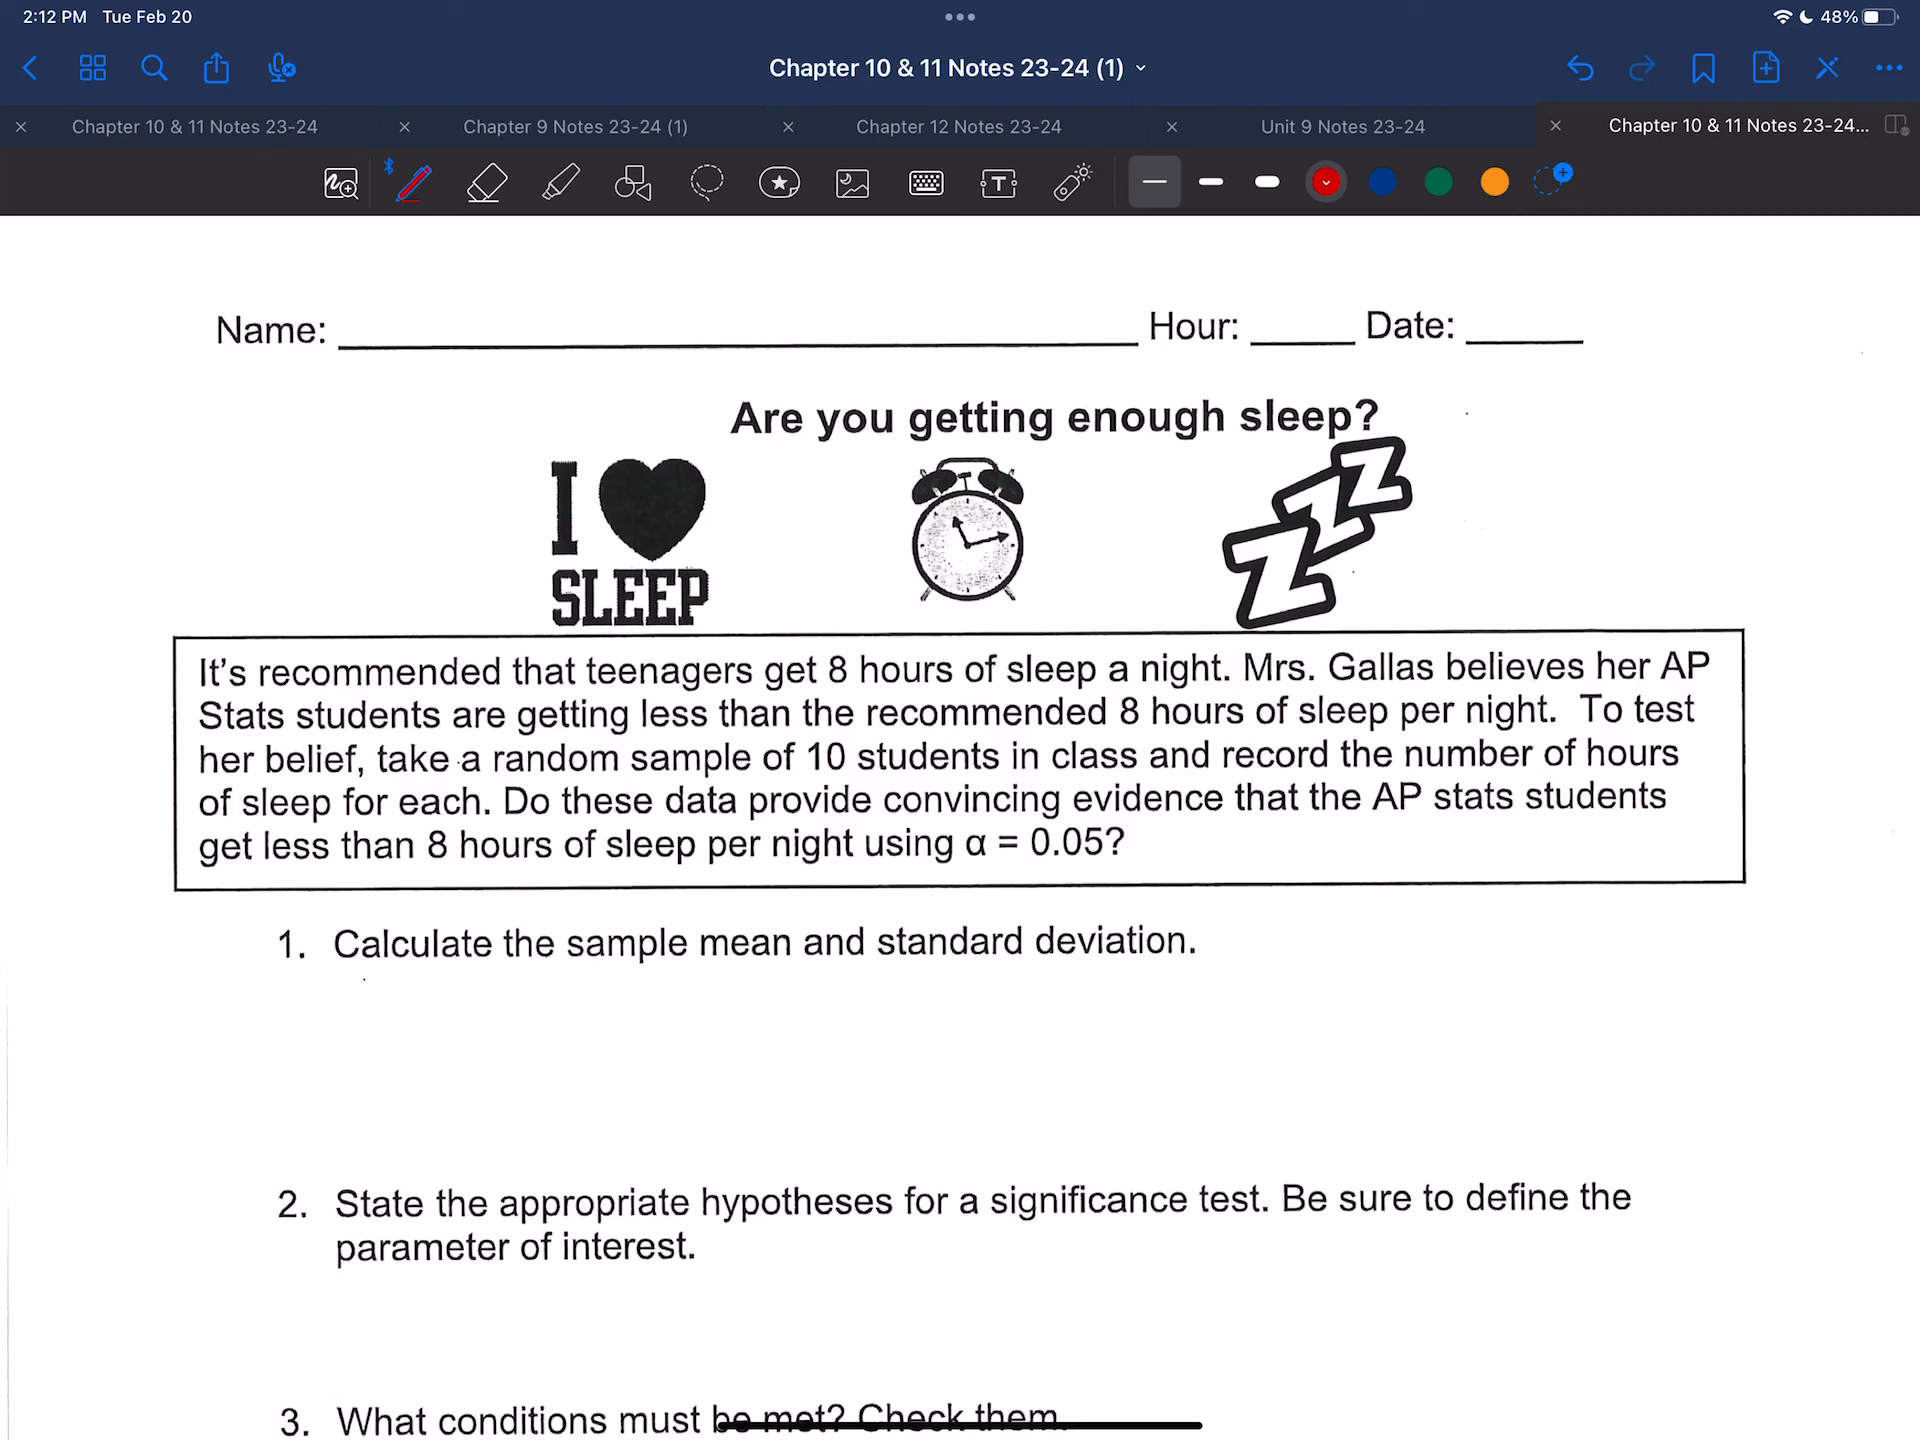 2:12 PM Tue Feb 20
48%
Chapter 10 & 11 Notes 23-24 (1)
Chapter 10 & 11 Notes 23-24
Chapter 9 Notes 23-24 (1)
Chapter 12 Notes 23-24
Unit 9 Notes 23-24
Chapter 10 & 11 Notes 23-24...
T
Name: Hour: Date:
Are you getting enough sleep?
I
SLEEP
ZZZ
It's recommended that teenagers get 8 hours of sleep a night. Mrs. Gallas believes her AP
Stats students are getting less than the recommended 8 hours of sleep per night. To test
her belief, take a random sample of 10 students in class and record the number of hours
of sleep for each. Do these data provide convincing evidence that the AP stats students
get less than 8 hours of sleep per night using α = 0.05?
1. Calculate the sample mean and standard deviation.
2. State the appropriate hypotheses for a significance test. Be sure to define the
parameter of interest.
3. What conditions must be met? Check them.